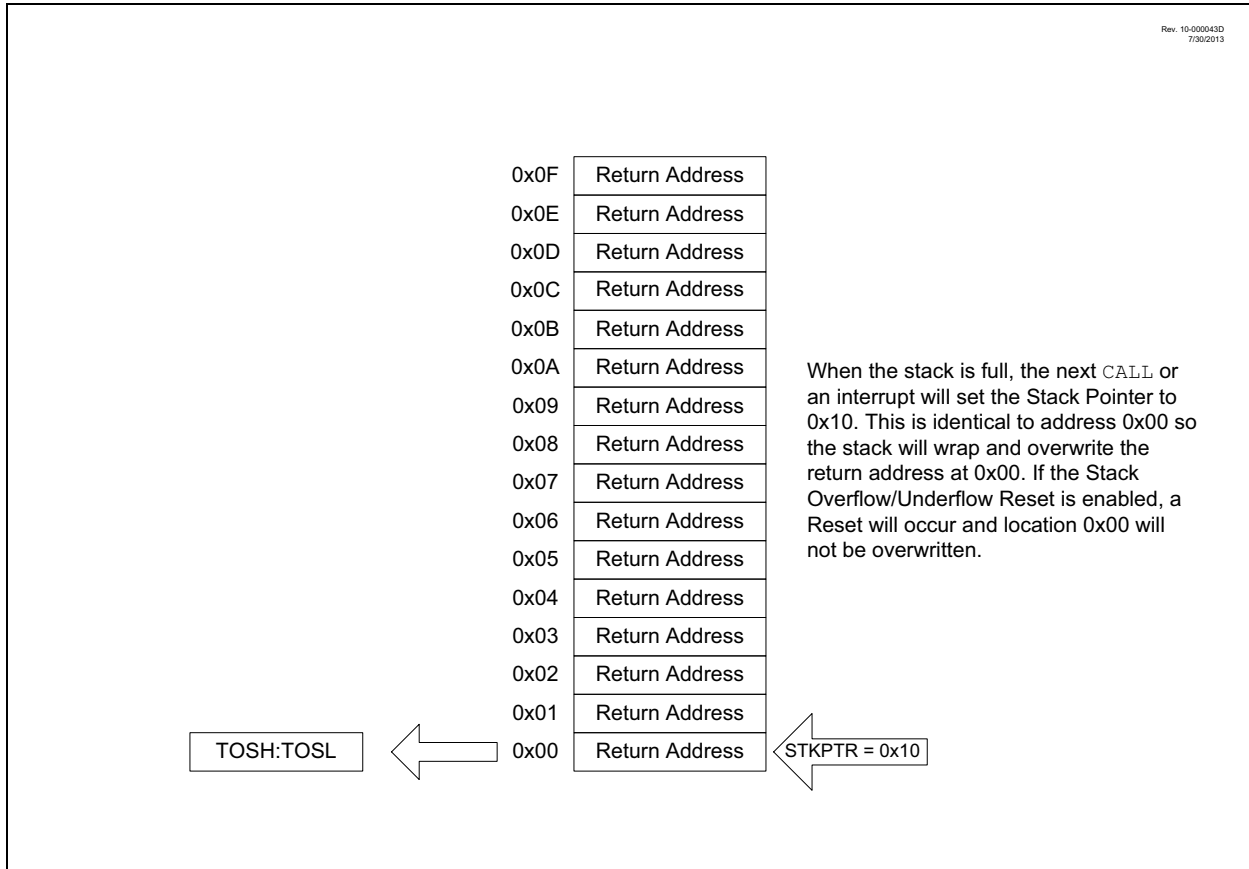 Rev. 10-000043D
7/30/2013
0x0F Return Address
0x0E Return Address
0x0D Return Address
0x0C Return Address
0x0B Return Address
0x0A Return Address
0x09 Return Address
0x08 Return Address
0x07 Return Address
0x06 Return Address
0x05 Return Address
0x04 Return Address
0x03 Return Address
0x02 Return Address
0x01 Return Address
TOSH:TOSL 0x00 Return Address STKPTR = 0x10
When the stack is full, the next CALL or
an interrupt will set the Stack Pointer to
0x10. This is identical to address 0x00 so
the stack will wrap and overwrite the
return address at 0x00. If the Stack
Overflow/Underflow Reset is enabled, a
Reset will occur and location 0x00 will
not be overwritten.